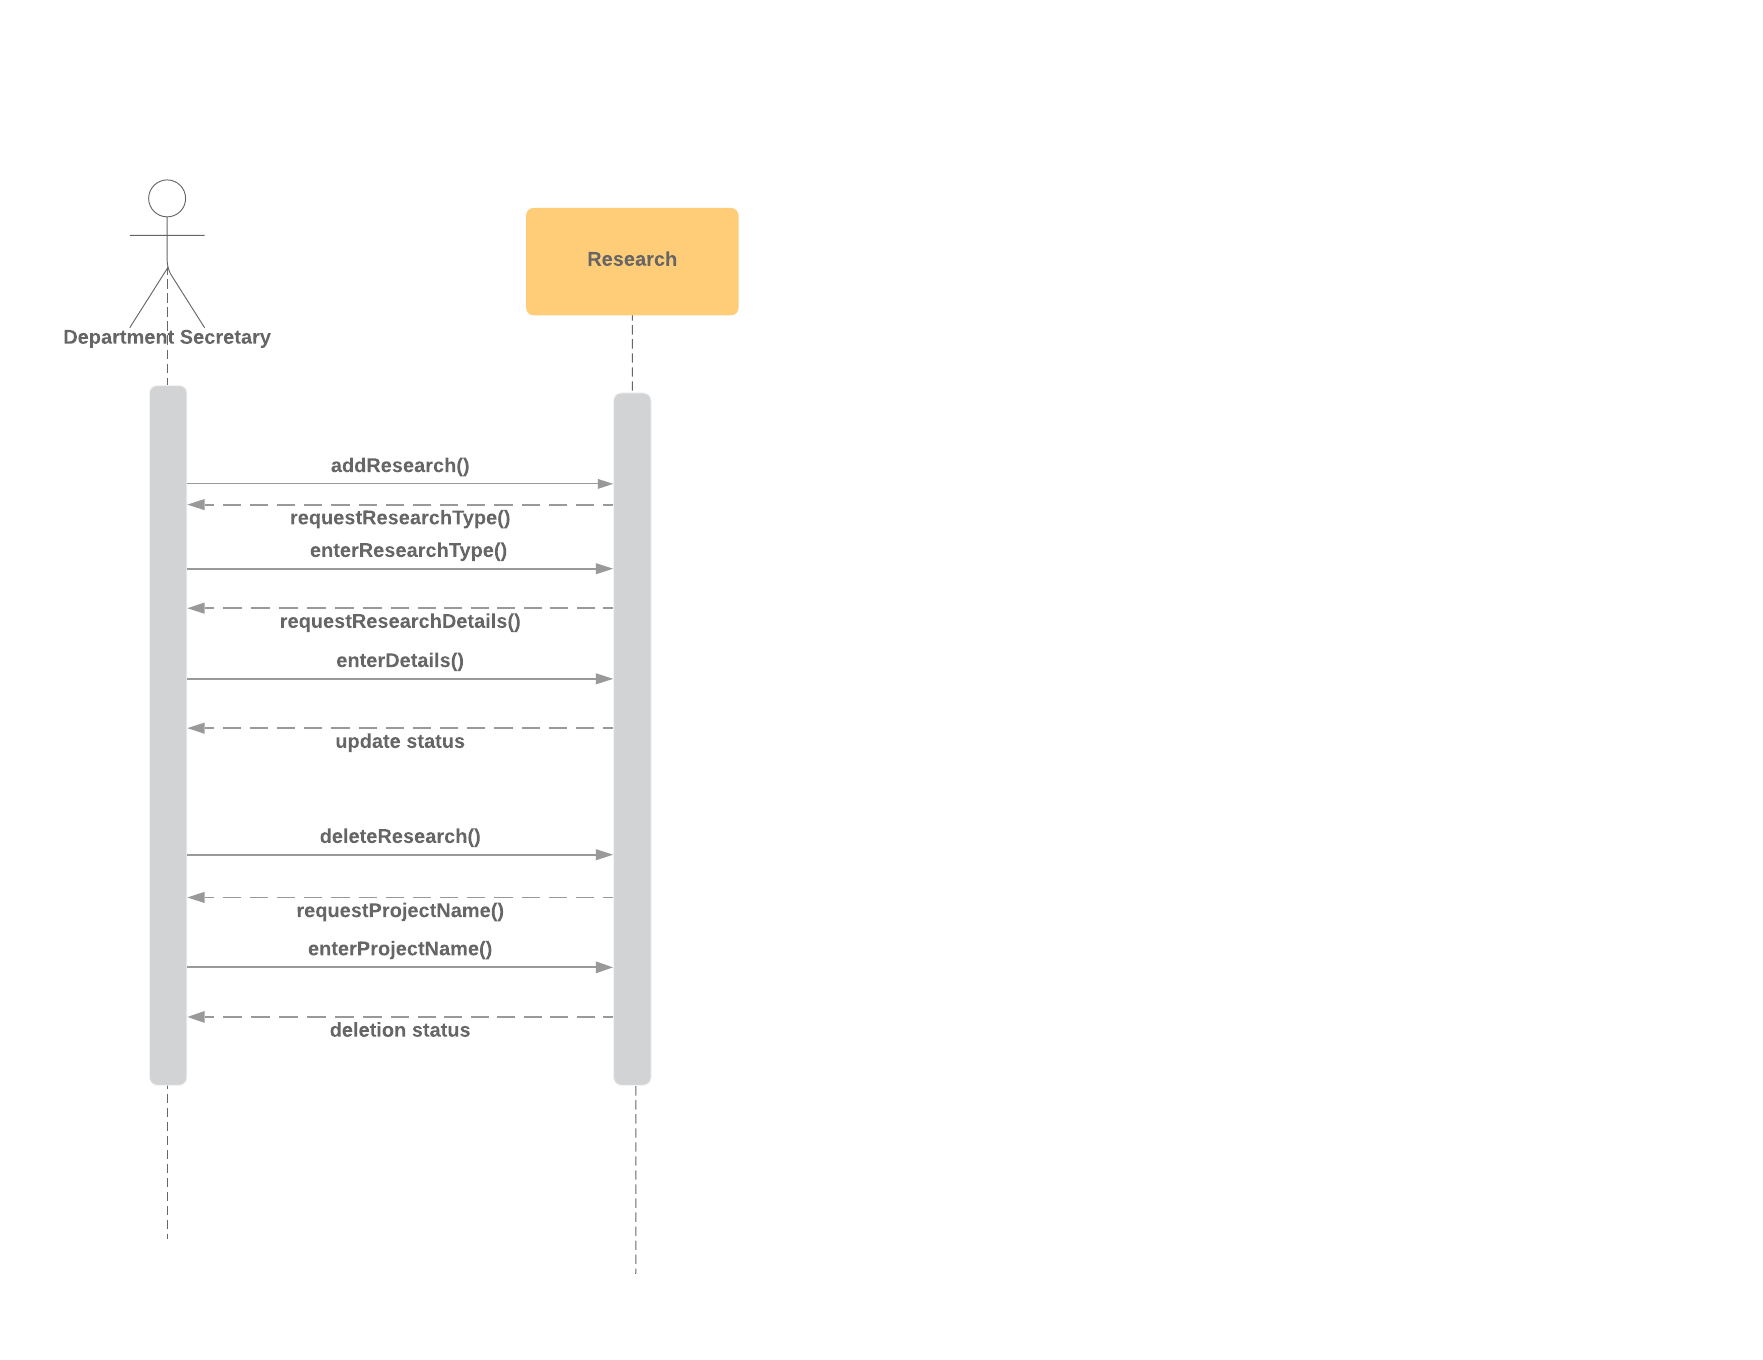 Research
Department Secretary
addResearch()
requestResearchType()
enterResearchType()
requestResearchDetails()
enterDetails()
update status
deleteResearch()
requestProjectName()
enterProjectName()
deletion status